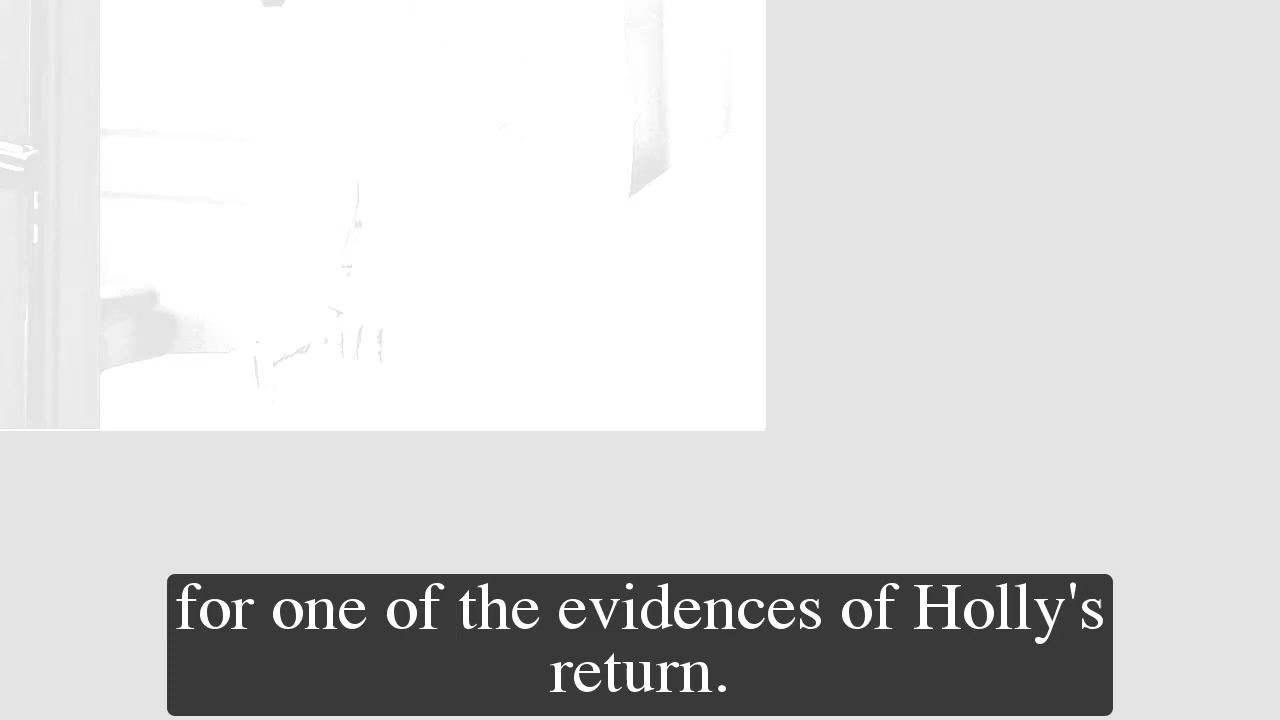 for one of the evidences of Holly's
return.